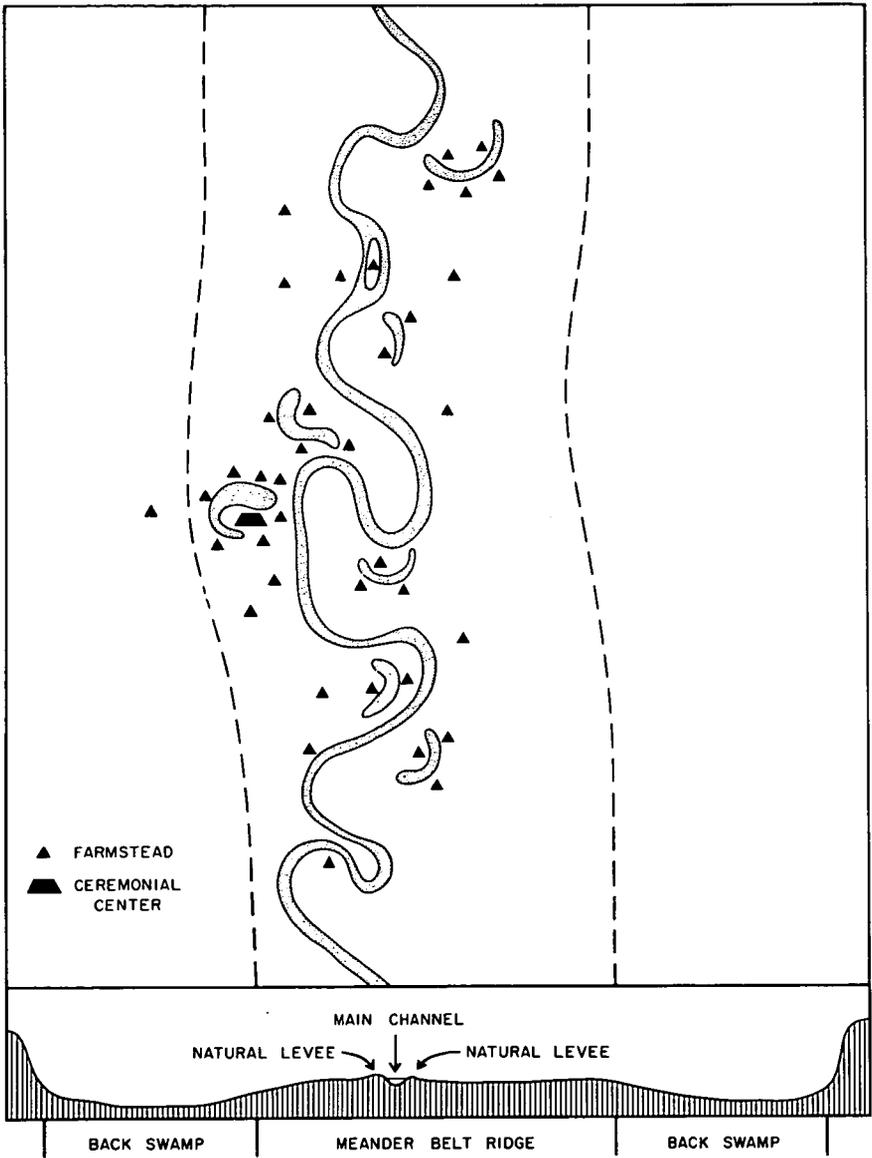 FARMSTEAD
CEREMONIAL
CENTER
MAIN CHANNEL
NATURAL LEVEE
NATURAL LEVEE
BACK SWAMP
MEANDER BELT RIDGE
BACK SWAMP